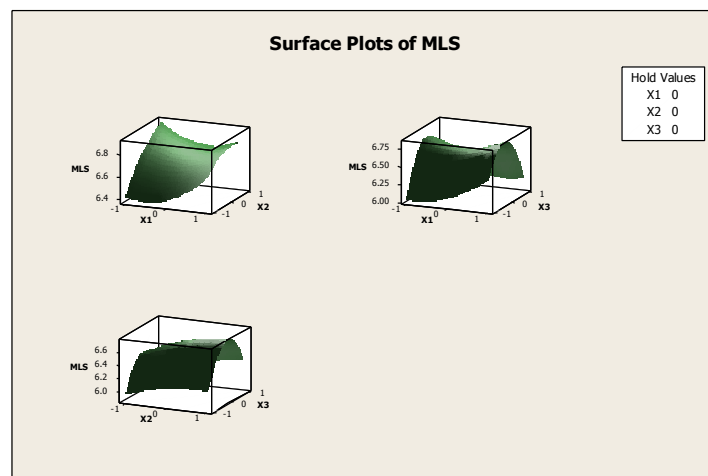 Surface Plots of MLS
Hold Values
X1 0
X2 0
X3 0
6.8
6.6
6.4
MLS
-1
0
1
X1
-1
0
1
X2
6.75
6.50
6.25
6.00
MLS
-1
0
1
X1
-1
0
1
X3
6.6
6.4
6.2
6.0
MLS
-1
0
1
X2
-1
0
1
X3